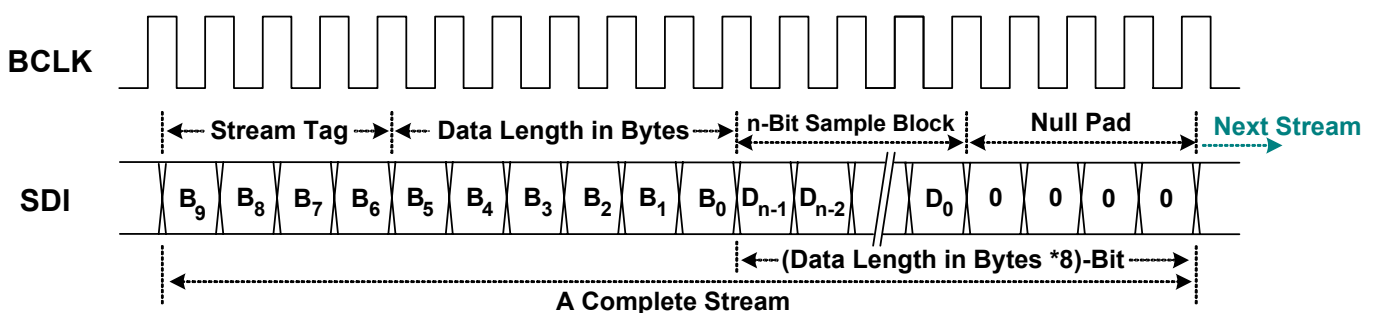 BCLK
Stream Tag
Data Length in Bytes
n-Bit Sample Block
Null Pad
Next Stream
SDI
B9 B8 B7 B6 B5 B4 B3 B2 B1 B0 Dn-1 Dn-2 D0 0 0 0 0
(Data Length in Bytes *8)-Bit
A Complete Stream